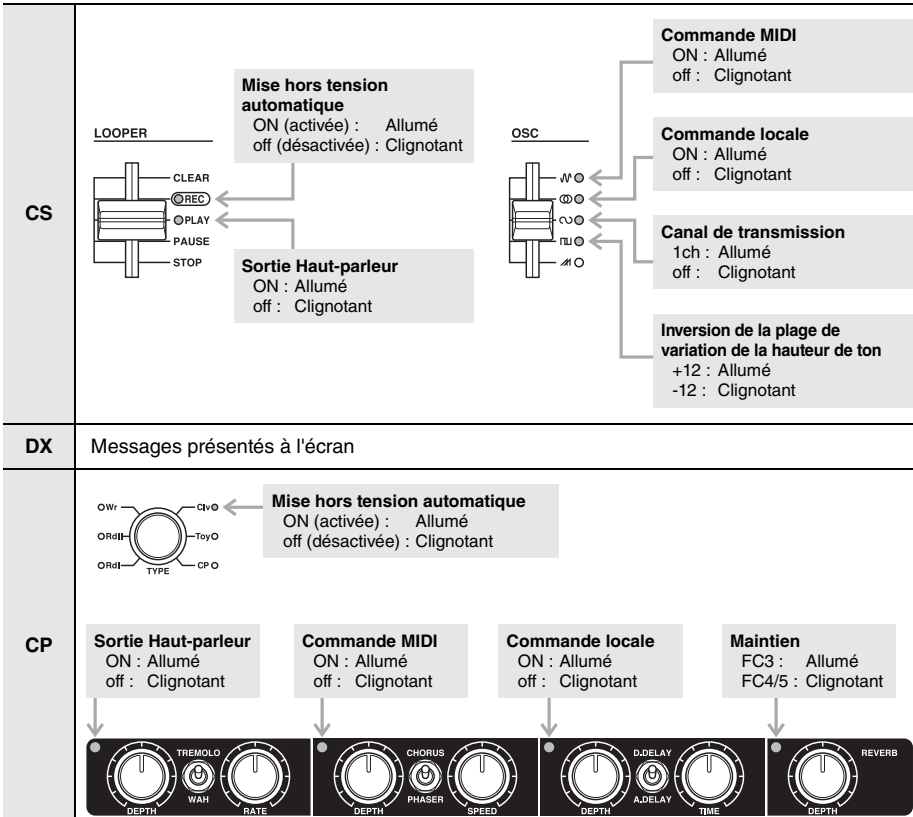 CS
LOOPER
CLEAR
REC
PLAY
PAUSE
STOP
Mise hors tension
automatique
ON (activée) : Allumé
off (désactivée) : Clignotant
Sortie Haut-parleur
ON : Allumé
off : Clignotant
OSC
Commande MIDI
ON : Allumé
off : Clignotant
Commande locale
ON : Allumé
off : Clignotant
Canal de transmission
1ch : Allumé
off : Clignotant
Inversion de la plage de
variation de la hauteur de ton
+12 : Allumé
-12 : Clignotant
DX
Messages présentés à l'écran
CP
Wr
RdII
RdI
Clv
Toy
CP
TYPE
Mise hors tension automatique
ON (activée) : Allumé
off (désactivée) : Clignotant
Sortie Haut-parleur
ON : Allumé
off : Clignotant
Commande MIDI
ON : Allumé
off : Clignotant
Commande locale
ON : Allumé
off : Clignotant
Maintien
FC3 : Allumé
FC4/5 : Clignotant
TREMOLO
WAH
DEPTH
RATE
CHORUS
PHASER
DEPTH
SPEED
D.DELAY
A.DELAY
DEPTH
TIME
REVERB
DEPTH